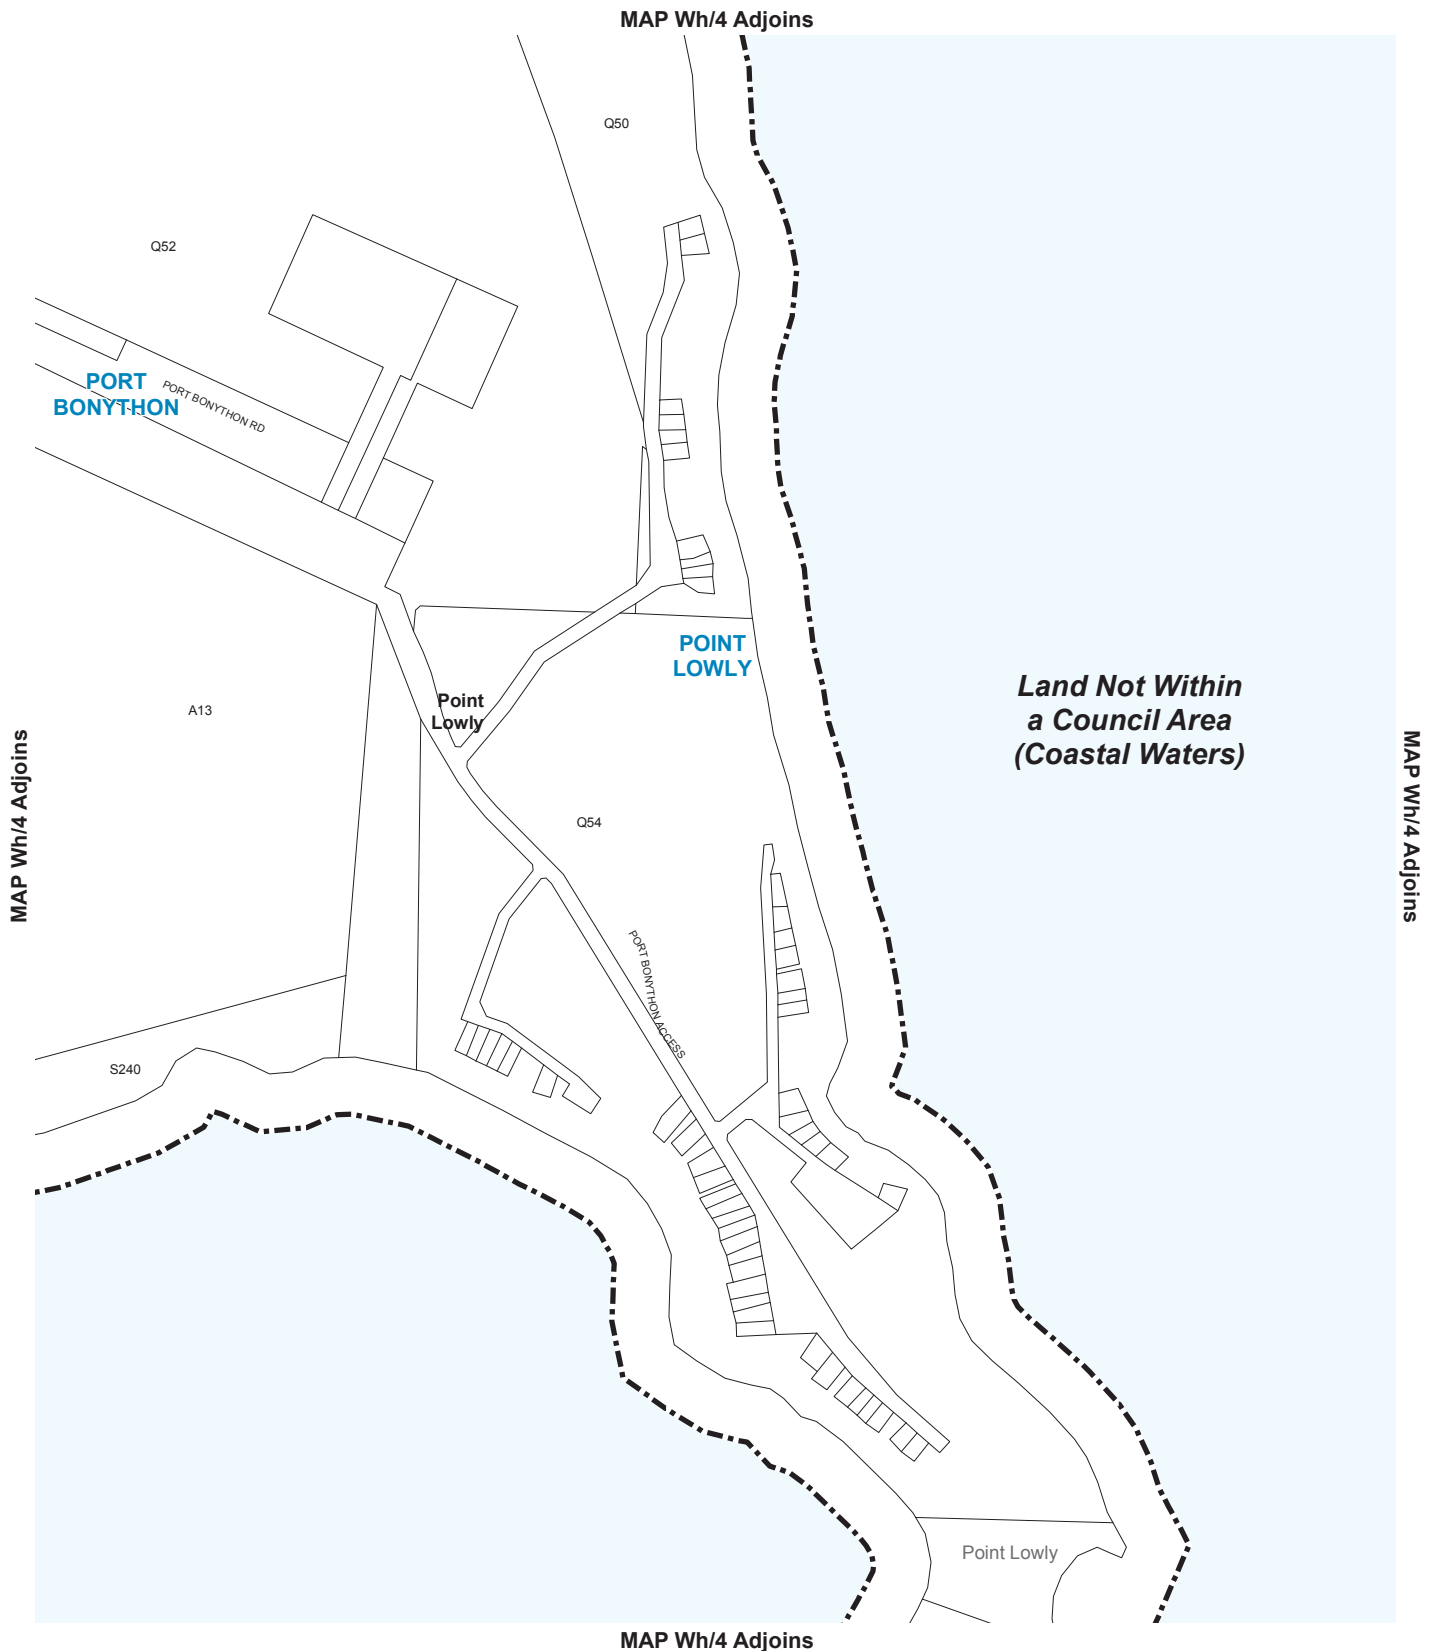 MAP Wh/4 Adjoins
Q50
Q52
PORT
BONYTHON
PORT BONYTHON RD
POINT
LOWLY
Land Not Within
a Council Area
(Coastal Waters)
Point
Lowly
A13
MAP Wh/4 Adjoins
MAP Wh/4 Adjoins
Q54
PORT BONYTHON ACCESS
S240
Point Lowly
MAP Wh/4 Adjoins